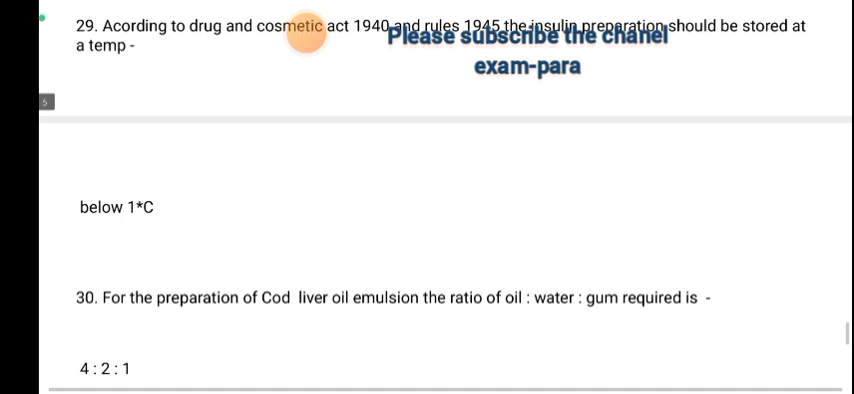 29. Acording to drug and cosmetic act 1940 and rules 1945 the insulin preparation should be stored at
a temp -
Please subscribe the chanel
exam-para
5
below 1*C
30. For the preparation of Cod liver oil emulsion the ratio of oil : water : gum required is -
4 : 2 : 1